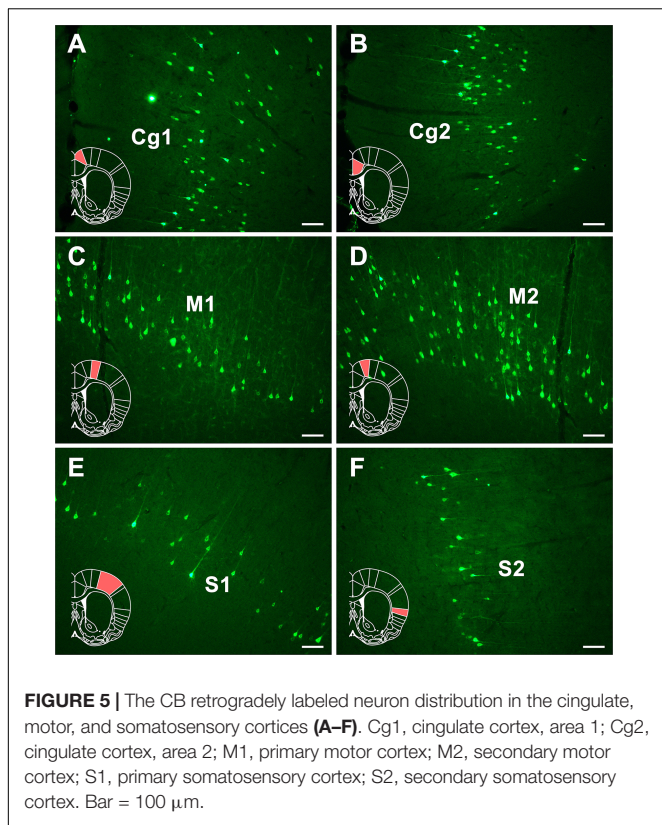 A
Cg1
B
Cg2
C
M1
D
M2
E
S1
F
S2
FIGURE 5 | The CB retrogradely labeled neuron distribution in the cingulate,
motor, and somatosensory cortices (A–F). Cg1, cingulate cortex, area 1; Cg2,
cingulate cortex, area 2; M1, primary motor cortex; M2, secondary motor
cortex; S1, primary somatosensory cortex; S2, secondary somatosensory
cortex. Bar = 100 μm.